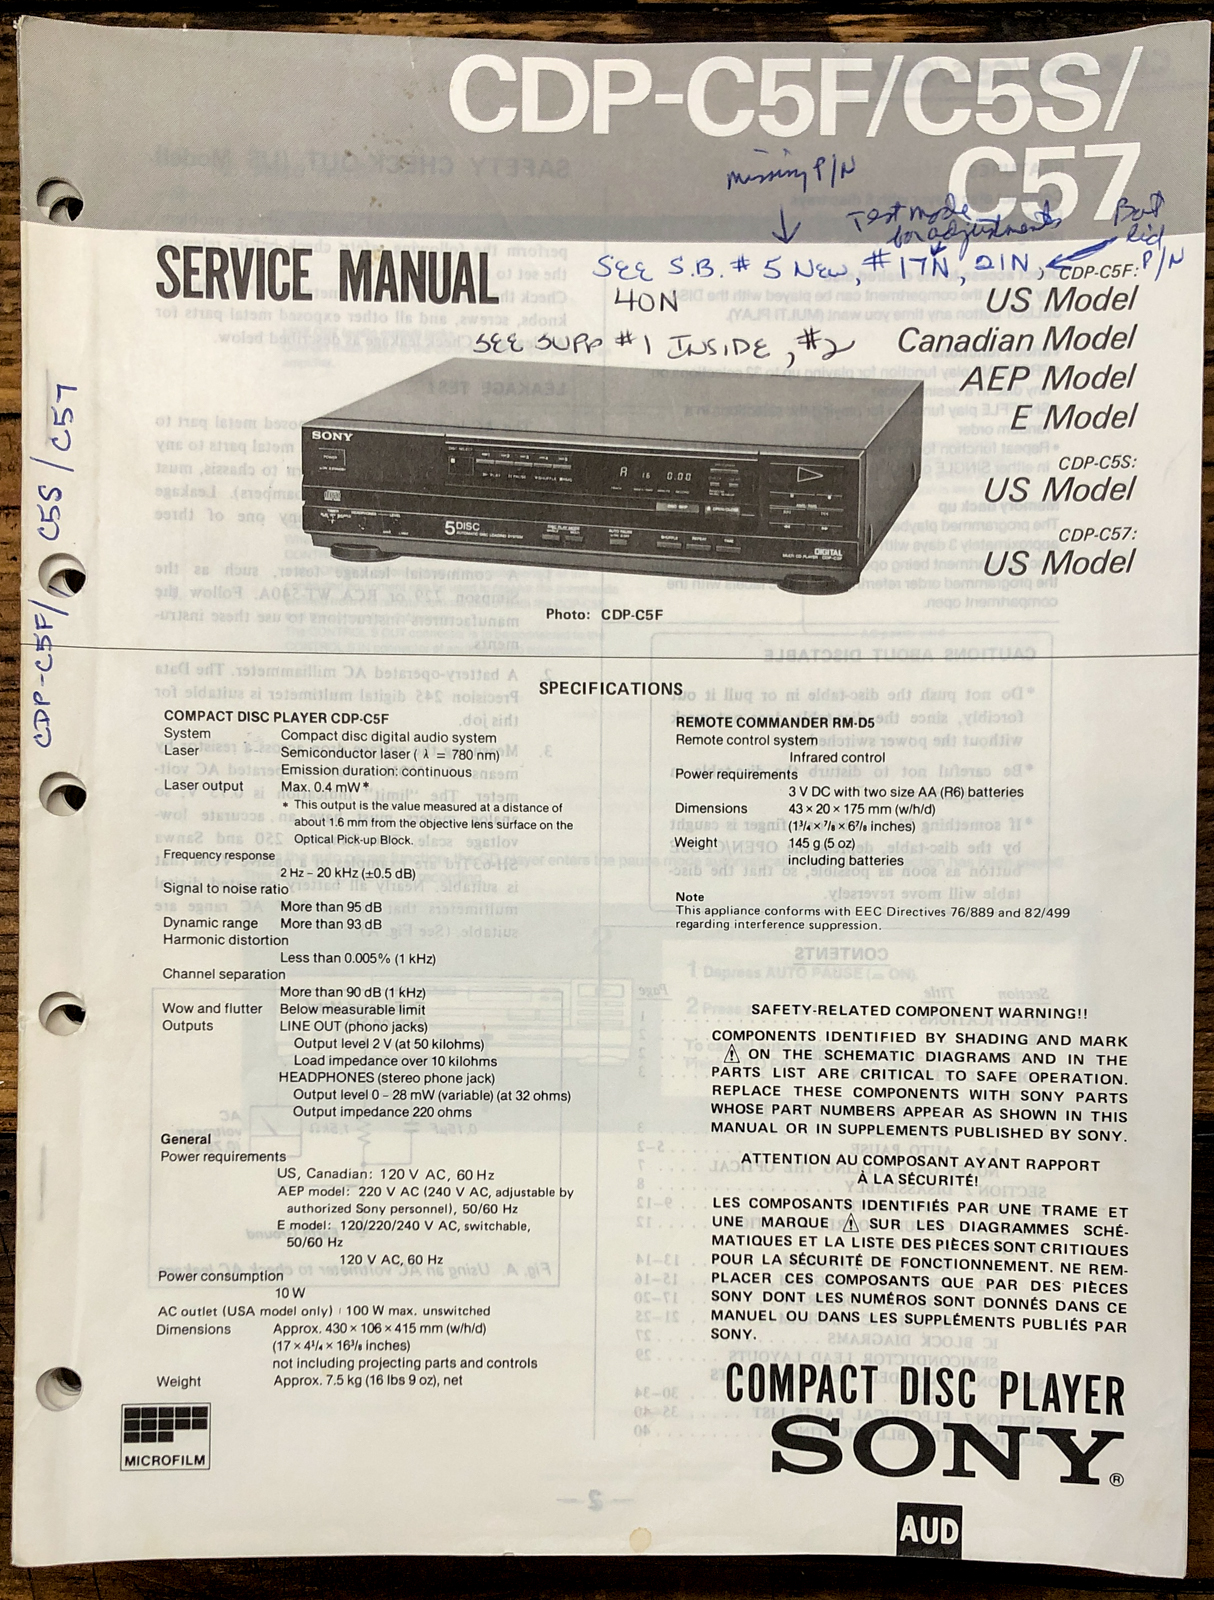 CDP-C5F/C5S/
C57
missing P/N
Test mode
for adjustments
Bat
lid
P/N
SERVICE MANUAL
SEE S.B. # 5 New, #17N, 21N,
40N
SEE SUPP #1 INSIDE, #2
CDP-C5F:
US Model
Canadian Model
AEP Model
E Model
CDP-C5S:
US Model
CDP-C57:
US Model
CDP-C5F/ C5S / C57
SONY
5 DISC
DIGITAL
Photo: CDP-C5F
SPECIFICATIONS
COMPACT DISC PLAYER CDP-C5F
System Compact disc digital audio system
Laser Semiconductor laser (λ = 780 nm)
Emission duration: continuous
Laser output Max. 0.4 mW*
* This output is the value measured at a distance of
about 1.6 mm from the objective lens surface on the
Optical Pick-up Block.
Frequency response
2 Hz – 20 kHz (±0.5 dB)
Signal to noise ratio
More than 95 dB
Dynamic range More than 93 dB
Harmonic distortion
Less than 0.005% (1 kHz)
Channel separation
More than 90 dB (1 kHz)
Wow and flutter Below measurable limit
Outputs LINE OUT (phono jacks)
Output level 2 V (at 50 kilohms)
Load impedance over 10 kilohms
HEADPHONES (stereo phone jack)
Output level 0 – 28 mW (variable) (at 32 ohms)
Output impedance 220 ohms
General
Power requirements
US, Canadian: 120 V AC, 60 Hz
AEP model: 220 V AC (240 V AC, adjustable by
authorized Sony personnel), 50/60 Hz
E model: 120/220/240 V AC, switchable,
50/60 Hz
120 V AC, 60 Hz
Power consumption
10 W
AC outlet (USA model only) : 100 W max. unswitched
Dimensions Approx. 430 × 106 × 415 mm (w/h/d)
(17 × 4¹/₄ × 16³/₈ inches)
not including projecting parts and controls
Weight Approx. 7.5 kg (16 lbs 9 oz), net
MICROFILM
REMOTE COMMANDER RM-D5
Remote control system
Infrared control
Power requirements
3 V DC with two size AA (R6) batteries
Dimensions 43 × 20 × 175 mm (w/h/d)
(1³/₄ × ⁷/₈ × 6⁷/₈ inches)
Weight 145 g (5 oz)
including batteries
Note
This appliance conforms with EEC Directives 76/889 and 82/499
regarding interference suppression.
SAFETY-RELATED COMPONENT WARNING!!
COMPONENTS IDENTIFIED BY SHADING AND MARK
⚠ ON THE SCHEMATIC DIAGRAMS AND IN THE
PARTS LIST ARE CRITICAL TO SAFE OPERATION.
REPLACE THESE COMPONENTS WITH SONY PARTS
WHOSE PART NUMBERS APPEAR AS SHOWN IN THIS
MANUAL OR IN SUPPLEMENTS PUBLISHED BY SONY.
ATTENTION AU COMPOSANT AYANT RAPPORT
À LA SÉCURITÉ!
LES COMPOSANTS IDENTIFIÉS PAR UNE TRAME ET
UNE MARQUE ⚠ SUR LES DIAGRAMMES SCHÉ-
MATIQUES ET LA LISTE DES PIÈCES SONT CRITIQUES
POUR LA SÉCURITÉ DE FONCTIONNEMENT. NE REM-
PLACER CES COMPOSANTS QUE PAR DES PIÈCES
SONY DONT LES NUMÉROS SONT DONNÉS DANS CE
MANUEL OU DANS LES SUPPLÉMENTS PUBLIÉS PAR
SONY.
COMPACT DISC PLAYER
SONY®
AUD